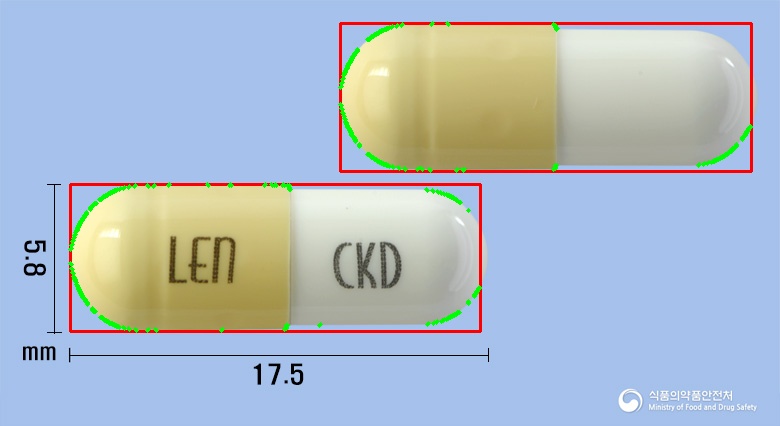 LEN CKD
5.8
mm
17.5
식품의약품안전처
Ministry of Food and Drug Safety